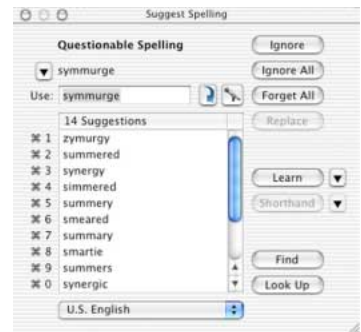 Suggest Spelling
Questionable Spelling
Ignore
symmurge
Ignore All
Use: symmurge
Forget All
14 Suggestions
Replace
⌘ 1 zymurgy
⌘ 2 summered
⌘ 3 synergy
⌘ 4 simmered
Learn
⌘ 5 summery
Shorthand
⌘ 6 smeared
⌘ 7 summary
⌘ 8 smartie
Find
⌘ 9 summers
⌘ 0 synergic
Look Up
U.S. English